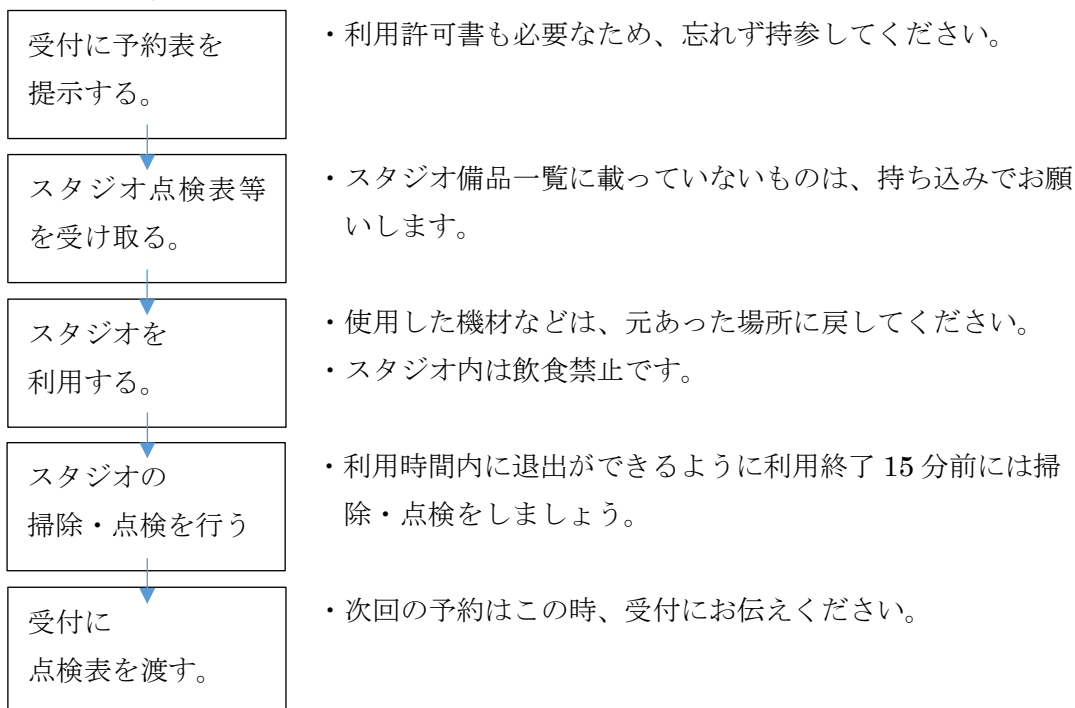 受付に予約表を
提示する。
・利用許可書も必要なため、忘れず持参してください。
スタジオ点検表等
を受け取る。
・スタジオ備品一覧に載っていないものは、持ち込みでお願
いします。
スタジオを
利用する。
・使用した機材などは、元あった場所に戻してください。
・スタジオ内は飲食禁止です。
スタジオの
掃除・点検を行う
・利用時間内に退出ができるように利用終了 15 分前には掃
除・点検をしましょう。
受付に
点検表を渡す。
・次回の予約はこの時、受付にお伝えください。